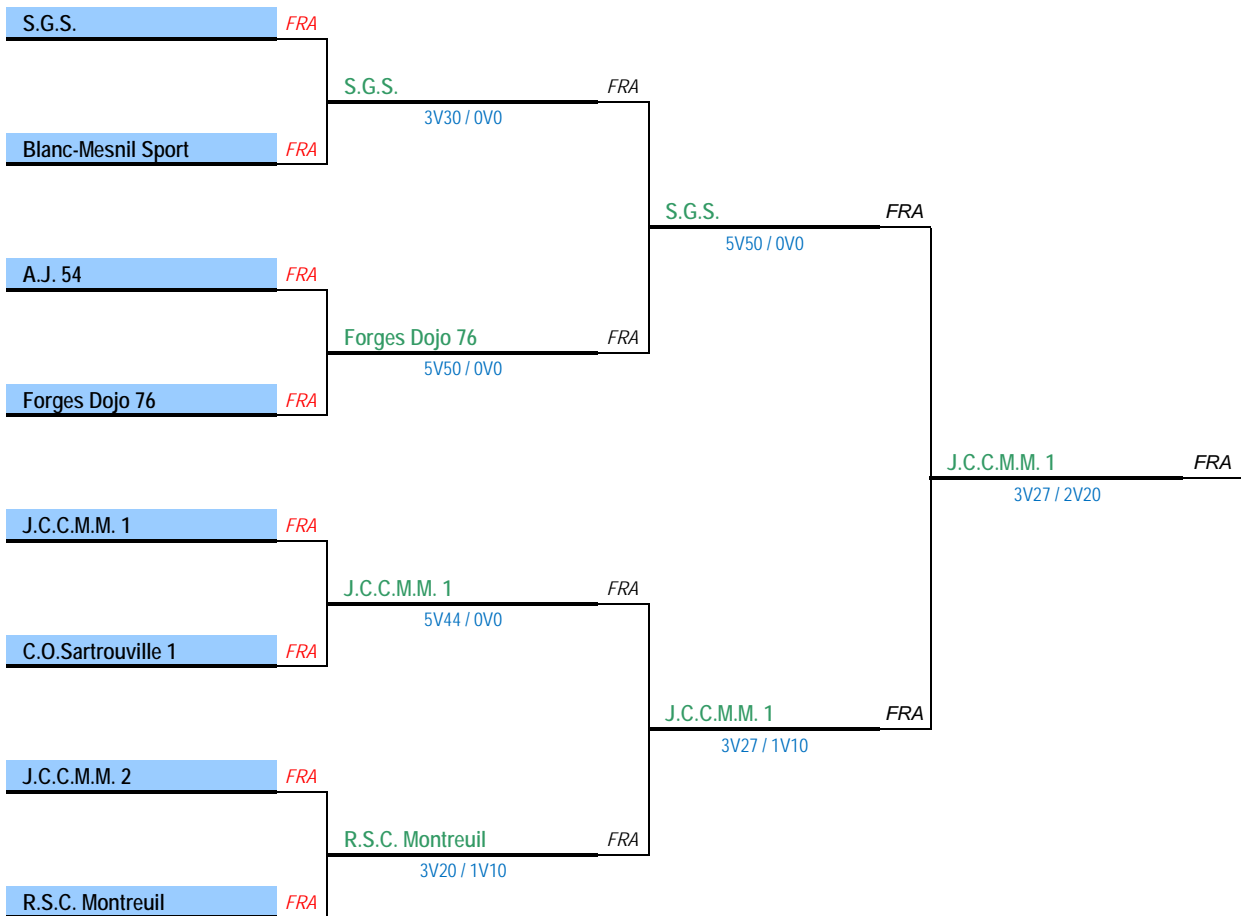 S.G.S. FRA
S.G.S. FRA
3V30 / 0V0
Blanc-Mesnil Sport FRA
S.G.S. FRA
5V50 / 0V0
A.J. 54 FRA
Forges Dojo 76 FRA
5V50 / 0V0
Forges Dojo 76 FRA
J.C.C.M.M. 1 FRA
3V27 / 2V20
J.C.C.M.M. 1 FRA
J.C.C.M.M. 1 FRA
5V44 / 0V0
C.O.Sartrouville 1 FRA
J.C.C.M.M. 1 FRA
3V27 / 1V10
J.C.C.M.M. 2 FRA
R.S.C. Montreuil FRA
3V20 / 1V10
R.S.C. Montreuil FRA